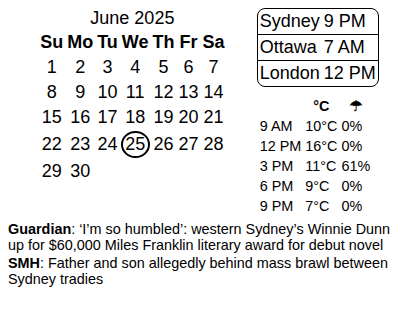 June 2025
Su Mo Tu We Th Fr Sa
1 2 3 4 5 6 7
8 9 10 11 12 13 14
15 16 17 18 19 20 21
22 23 24 25 26 27 28
29 30
Sydney 9 PM
Ottawa 7 AM
London 12 PM
°C ☂
9 AM 10°C 0%
12 PM 16°C 0%
3 PM 11°C 61%
6 PM 9°C 0%
9 PM 7°C 0%
Guardian: ‘I’m so humbled’: western Sydney’s Winnie Dunn
up for $60,000 Miles Franklin literary award for debut novel
SMH: Father and son allegedly behind mass brawl between
Sydney tradies